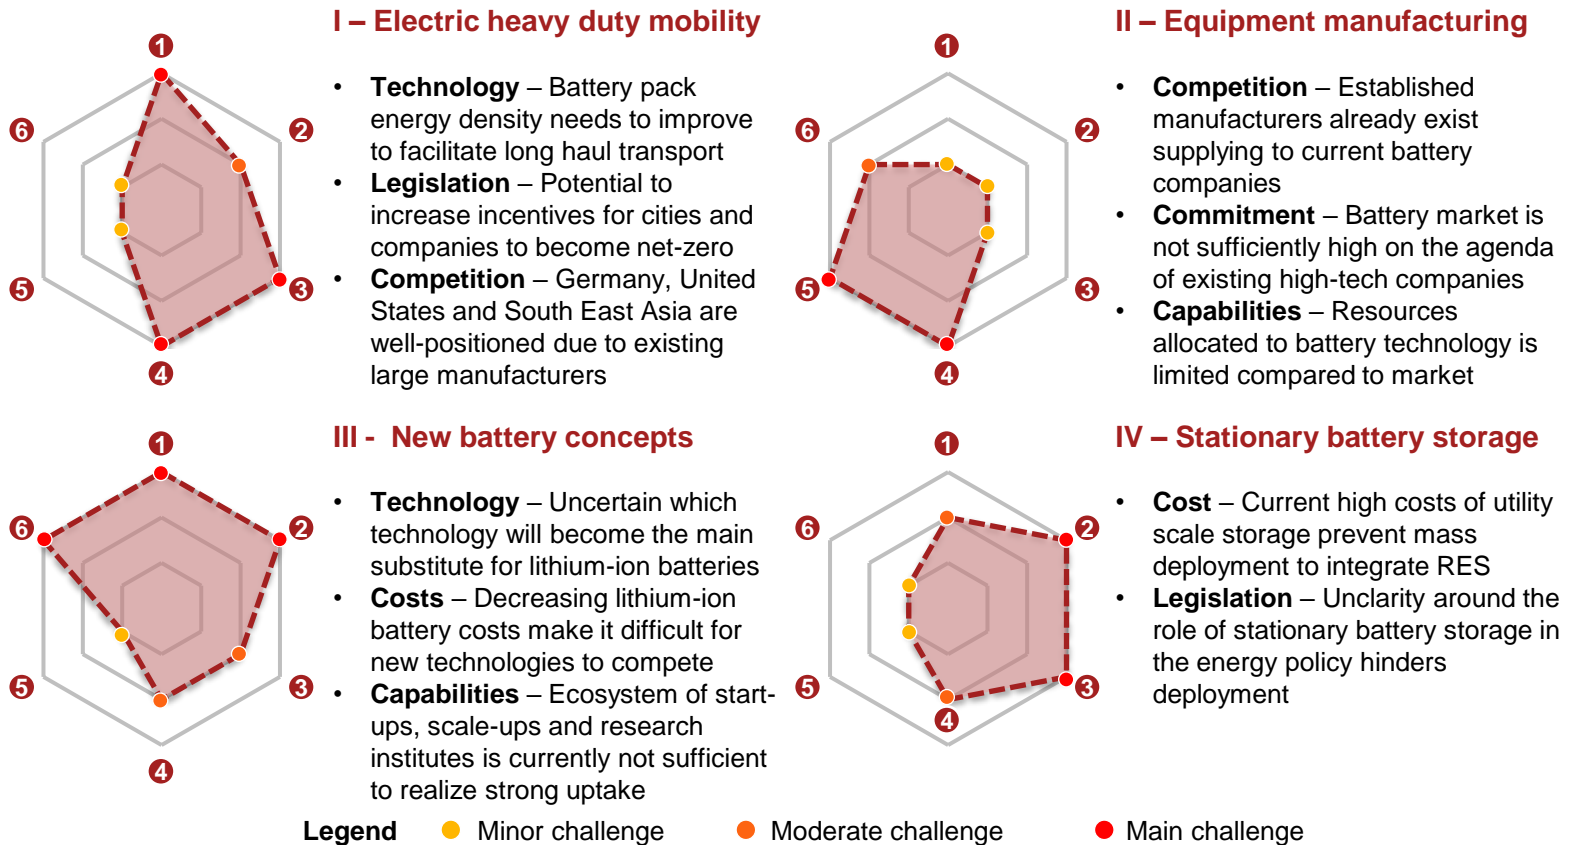 I – Electric heavy duty mobility
1
2
3
4
5
6
• Technology – Battery pack
energy density needs to improve
to facilitate long haul transport
• Legislation – Potential to
increase incentives for cities and
companies to become net-zero
• Competition – Germany, United
States and South East Asia are
well-positioned due to existing
large manufacturers
II – Equipment manufacturing
1
2
3
4
5
6
• Competition – Established
manufacturers already exist
supplying to current battery
companies
• Commitment – Battery market is
not sufficiently high on the agenda
of existing high-tech companies
• Capabilities – Resources
allocated to battery technology is
limited compared to market
III - New battery concepts
1
2
3
4
5
6
• Technology – Uncertain which
technology will become the main
substitute for lithium-ion batteries
• Costs – Decreasing lithium-ion
battery costs make it difficult for
new technologies to compete
• Capabilities – Ecosystem of start-
ups, scale-ups and research
institutes is currently not sufficient
to realize strong uptake
IV – Stationary battery storage
1
2
3
4
5
6
• Cost – Current high costs of utility
scale storage prevent mass
deployment to integrate RES
• Legislation – Unclarity around the
role of stationary battery storage in
the energy policy hinders
deployment
Legend
Minor challenge
Moderate challenge
Main challenge